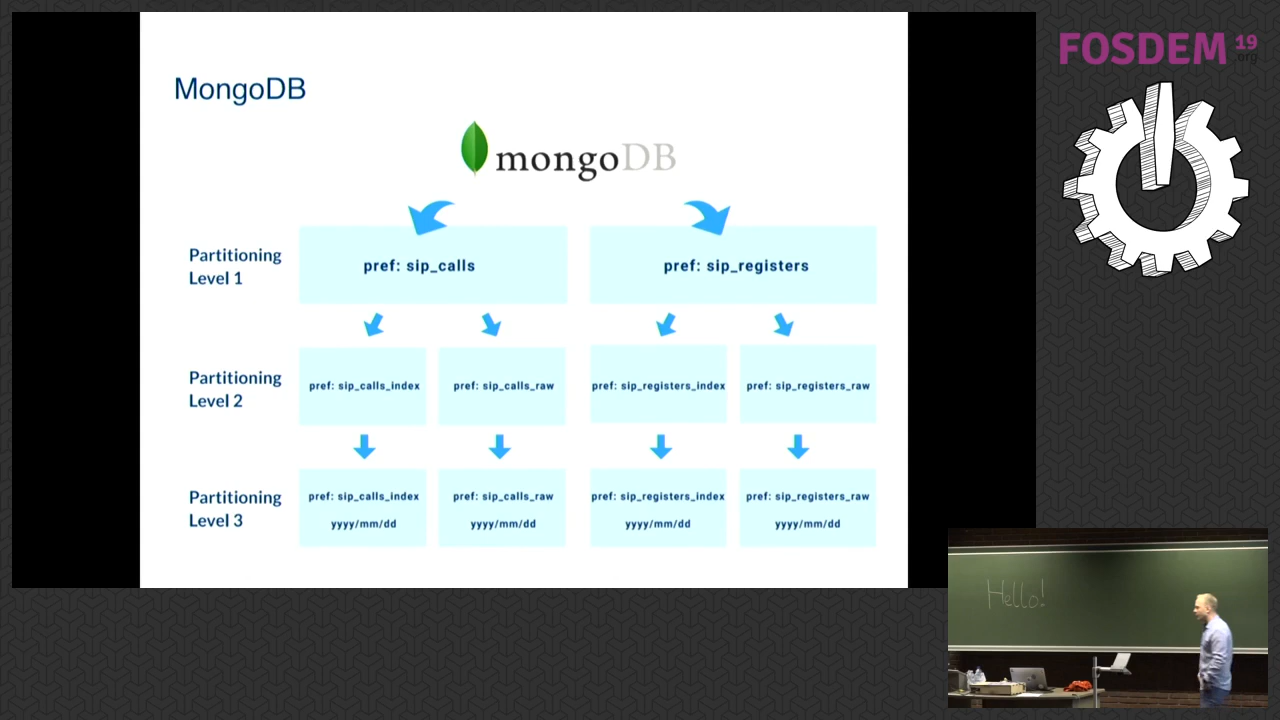 FOSDEM 19
.org
MongoDB
mongoDB
Partitioning
Level 1
pref: sip_calls
pref: sip_registers
Partitioning
Level 2
pref: sip_calls_index
pref: sip_calls_raw
pref: sip_registers_index
pref: sip_registers_raw
Partitioning
Level 3
pref: sip_calls_index
yyyy/mm/dd
pref: sip_calls_raw
yyyy/mm/dd
pref: sip_registers_index
yyyy/mm/dd
pref: sip_registers_raw
yyyy/mm/dd
Hello!